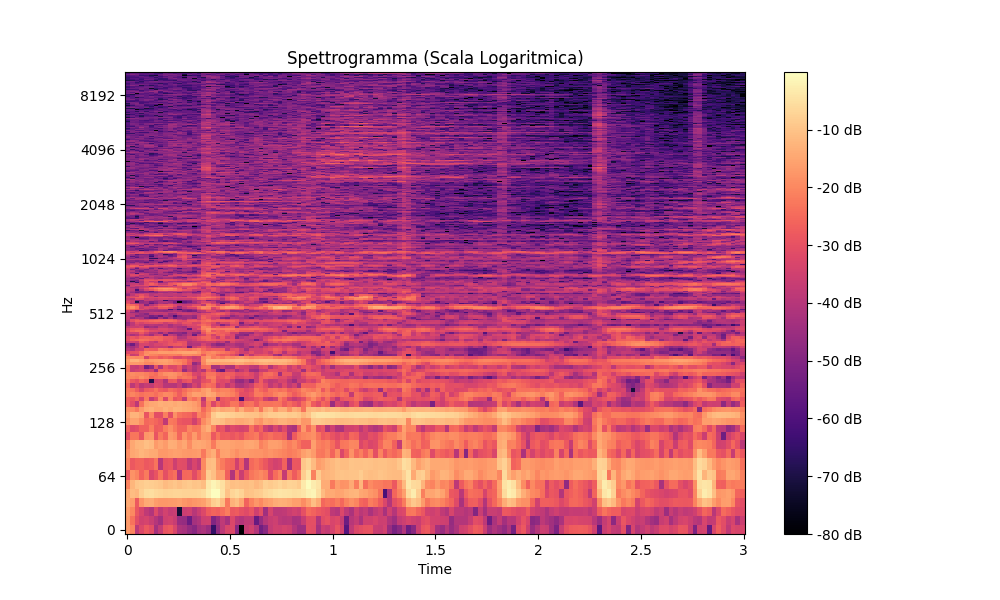 Spettrogramma (Scala Logaritmica)
8192
4096
2048
1024
512
256
128
64
0
Hz
0
0.5
1
1.5
2
2.5
3
Time
-10 dB
-20 dB
-30 dB
-40 dB
-50 dB
-60 dB
-70 dB
-80 dB